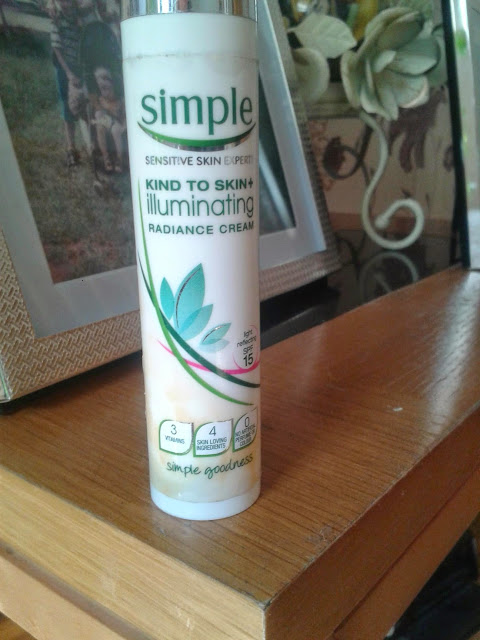 simple
SENSITIVE SKIN EXPERTS
KIND TO SKIN+
illuminating
RADIANCE CREAM
light
reflecting
SPF
15
3
VITAMINS
4
SKIN LOVING
INGREDIENTS
0
PERFUME
simple goodness